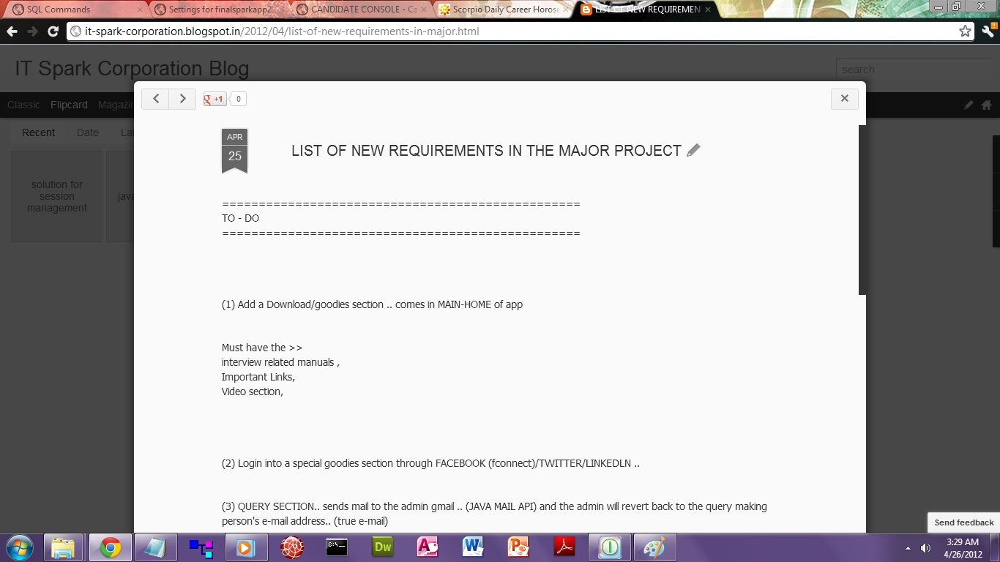 SQL Commands
Settings for finalsparkapp2
CANDIDATE CONSOLE - Ca
Scorpio Daily Career Horosc
LIST OF NEW REQUIREMEN
it-spark-corporation.blogspot.in/2012/04/list-of-new-requirements-in-major.html
IT Spark Corporation Blog
search
Classic Flipcard Magazin
+1 0
Recent Date La
APR
25
LIST OF NEW REQUIREMENTS IN THE MAJOR PROJECT
solution for
session
management
java
=================================================
TO - DO
=================================================
(1) Add a Download/goodies section .. comes in MAIN-HOME of app
Must have the >>
interview related manuals ,
Important Links,
Video section,
(2) Login into a special goodies section through FACEBOOK (fconnect)/TWITTER/LINKEDLN ..
(3) QUERY SECTION.. sends mail to the admin gmail .. (JAVA MAIL API) and the admin will revert back to the query making
person's e-mail address.. (true e-mail)
Send feedback
C:\_
Dw
3:29 AM
4/26/2012